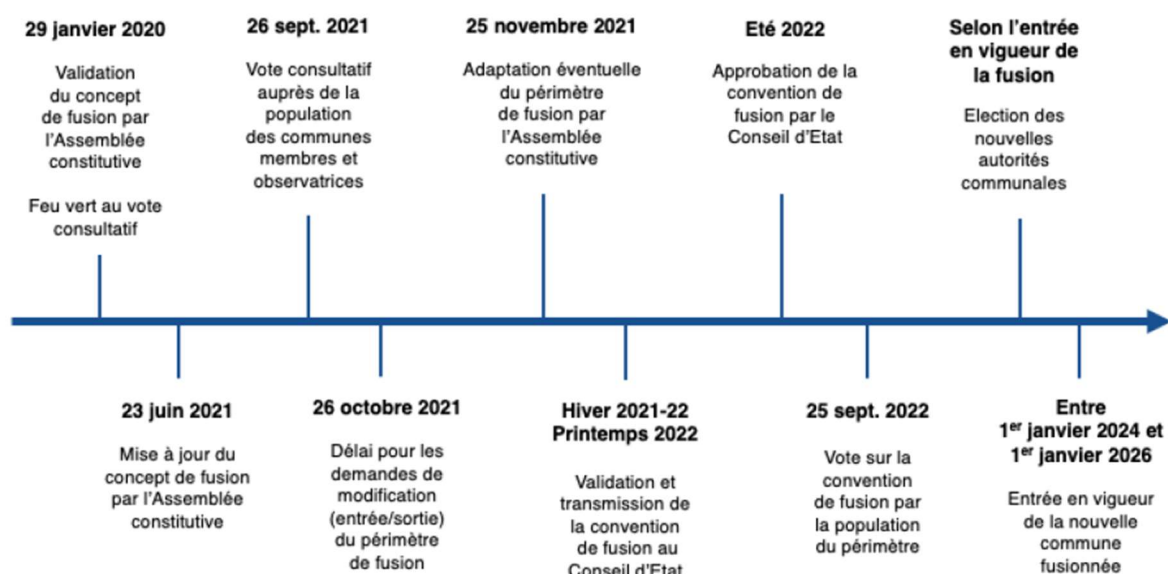 29 janvier 2020
Validation
du concept
de fusion par
l'Assemblée
constitutive
Feu vert au vote
consultatif
26 sept. 2021
Vote consultatif
auprès de la
population
des communes
membres et
observatrices
25 novembre 2021
Adaptation éventuelle
du périmètre
de fusion par
l'Assemblée
constitutive
Eté 2022
Approbation de la
convention de
fusion par le
Conseil d'Etat
Selon l'entrée
en vigueur de
la fusion
Election des
nouvelles
autorités
communales
23 juin 2021
Mise à jour du
concept de fusion
par l'Assemblée
constitutive
26 octobre 2021
Délai pour les
demandes de
modification
(entrée/sortie)
du périmètre
de fusion
Hiver 2021-22
Printemps 2022
Validation et
transmission de
la convention
de fusion au
Conseil d'Etat
25 sept. 2022
Vote sur la
convention
de fusion par
la population
du périmètre
Entre
1er janvier 2024 et
1er janvier 2026
Entrée en vigueur
de la nouvelle
commune
fusionnée